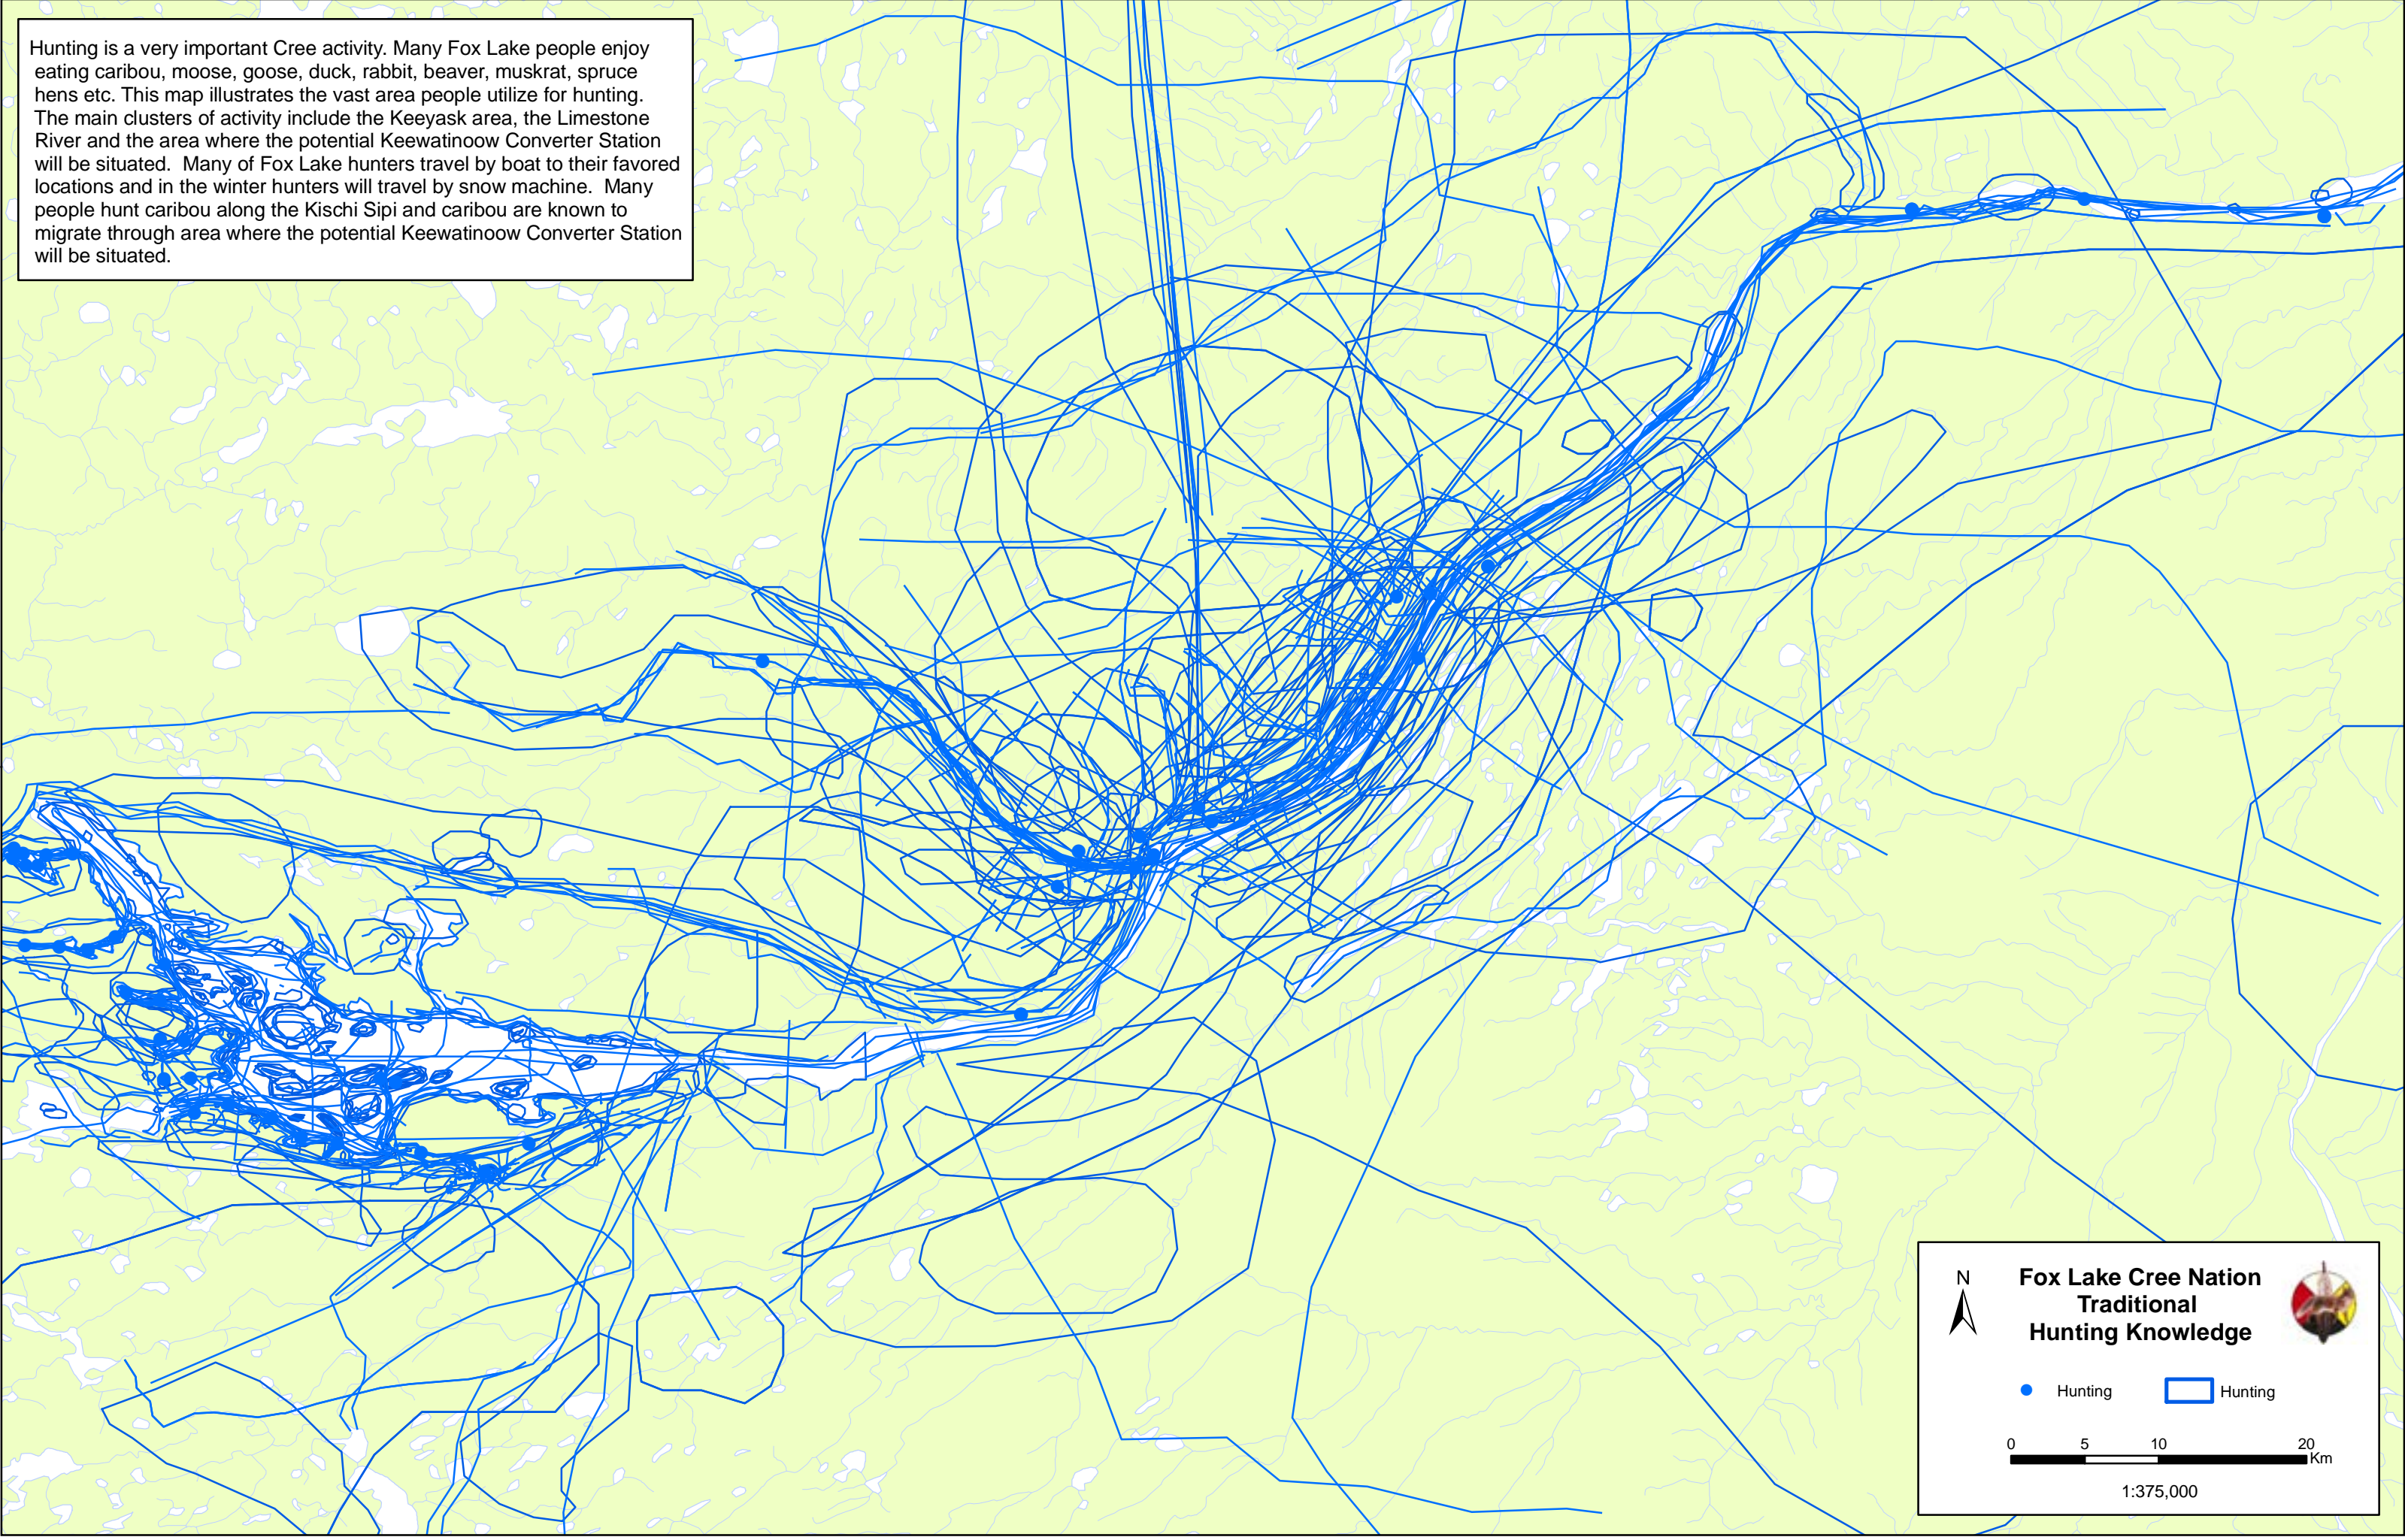 Hunting is a very important Cree activity. Many Fox Lake people enjoy
eating caribou, moose, goose, duck, rabbit, beaver, muskrat, spruce
hens etc. This map illustrates the vast area people utilize for hunting.
The main clusters of activity include the Keeyask area, the Limestone
River and the area where the potential Keewatinoow Converter Station
will be situated.  Many of Fox Lake hunters travel by boat to their favored
locations and in the winter hunters will travel by snow machine.  Many
people hunt caribou along the Kischi Sipi and caribou are known to
migrate through area where the potential Keewatinoow Converter Station
will be situated.
N
Fox Lake Cree Nation
Traditional
Hunting Knowledge
Hunting
Hunting
0 5 10 20
Km
1:375,000